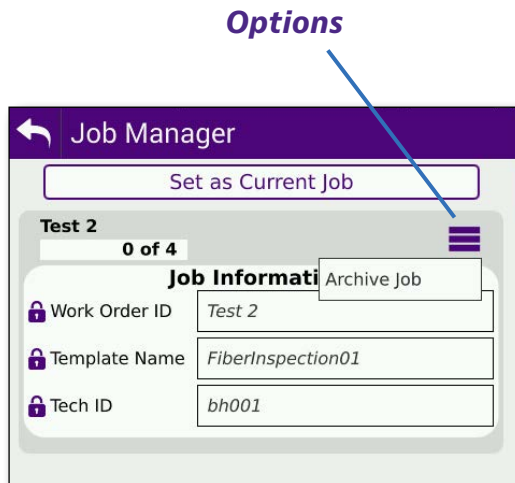 Options
Job Manager
Set as Current Job
Test 2
0 of 4
Archive Job
Job Informati
Work Order ID Test 2
Template Name FiberInspection01
Tech ID bh001